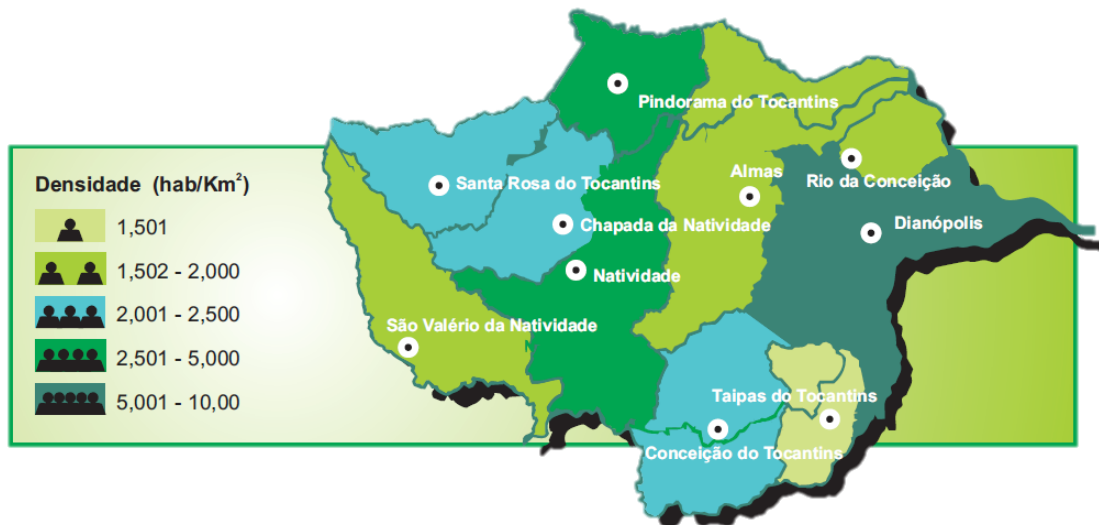 Densidade (hab/Km²)
1,501
1,502 - 2,000
2,001 - 2,500
2,501 - 5,000
5,001 - 10,00
Pindorama do Tocantins
Santa Rosa do Tocantins
Almas
Rio da Conceição
Chapada da Natividade
Dianópolis
Natividade
São Valério da Natividade
Taipas do Tocantins
Conceição do Tocantins